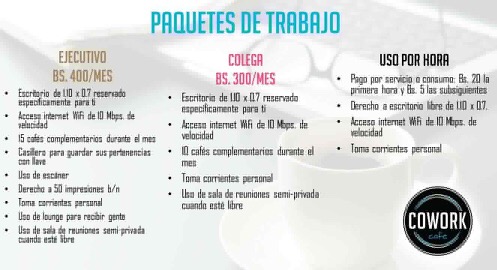 PAQUETES DE TRABAJO
EJECUTIVO
BS. 400/MES
Escritorio de 1.10 x 0.7 reservado
específicamente para ti
Acceso internet WiFi de 10 Mbps. de
velocidad
15 cafés complementarios durante el mes
Casillero para guardar sus pertenencias
con llave
Uso de escáner
Derecho a 50 impresiones b/n
Toma corrientes personal
Uso de lounge para recibir gente
Uso de sala de reuniones semi-privada
cuando esté libre
COLEGA
BS. 300/MES
Escritorio de 1.10 x 0.7 reservado
específicamente para ti
Acceso internet WiFi de 10 Mbps. de
velocidad
10 cafés complementarios durante el
mes
Toma corrientes personal
Uso de sala de reuniones semi-privada
cuando esté libre
USO POR HORA
Pago por servicio o consumo: Bs. 20 la
primera hora y Bs. 5 las subsiguientes
Derecho a escritorio libre de 1.10 x 0.7.
Acceso internet WiFi de 10 Mbps. de
velocidad
Toma corrientes personal
COWORK
café